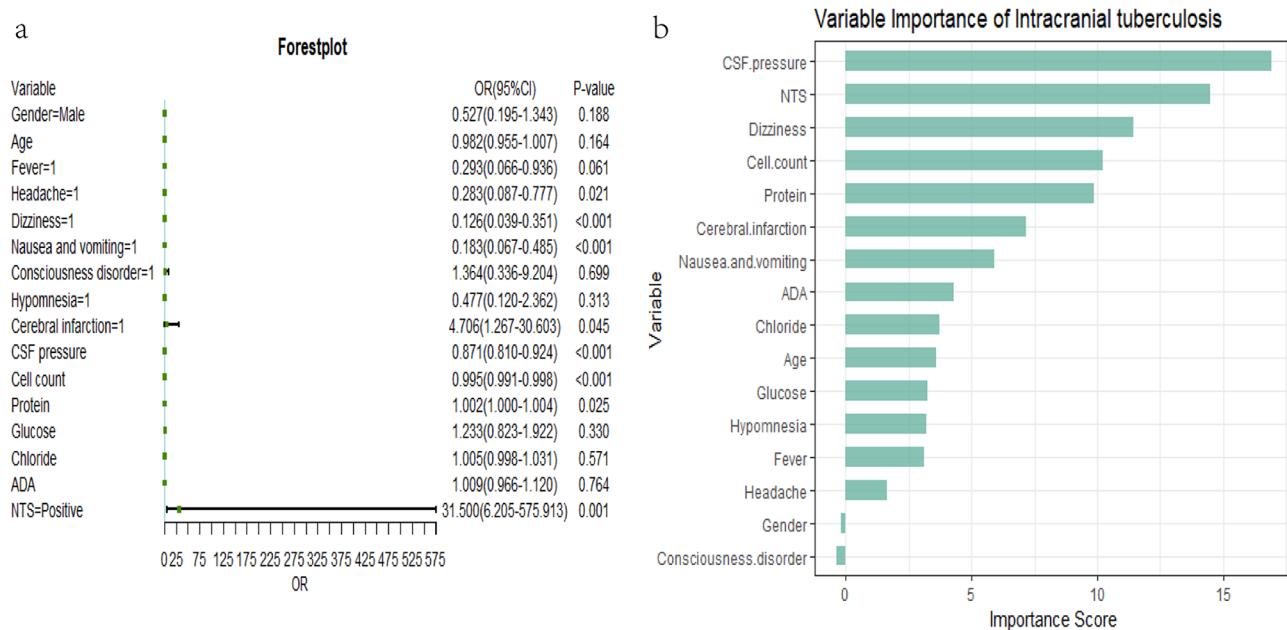 a
Forestplot
Variable OR(95%CI) P-value
Gender=Male 0.527(0.195-1.343) 0.188
Age 0.982(0.955-1.007) 0.164
Fever=1 0.293(0.066-0.936) 0.061
Headache=1 0.283(0.087-0.777) 0.021
Dizziness=1 0.126(0.039-0.351) <0.001
Nausea and vomiting=1 0.183(0.067-0.485) <0.001
Consciousness disorder=1 1.364(0.336-9.204) 0.699
Hypomnesia=1 0.477(0.120-2.362) 0.313
Cerebral infarction=1 4.706(1.267-30.603) 0.045
CSF pressure 0.871(0.810-0.924) <0.001
Cell count 0.995(0.991-0.998) <0.001
Protein 1.002(1.000-1.004) 0.025
Glucose 1.233(0.823-1.922) 0.330
Chloride 1.005(0.998-1.031) 0.571
ADA 1.009(0.966-1.120) 0.764
NTS=Positive 31.500(6.205-575.913) 0.001
0 25 75 125 175 225 275 325 375 425 475 525 575
OR
b
Variable Importance of Intracranial tuberculosis
Variable
CSF.pressure
NTS
Dizziness
Cell.count
Protein
Cerebral.infarction
Nausea.and.vomiting
ADA
Chloride
Age
Glucose
Hypomnesia
Fever
Headache
Gender
Consciousness.disorder
0 5 10 15
Importance Score